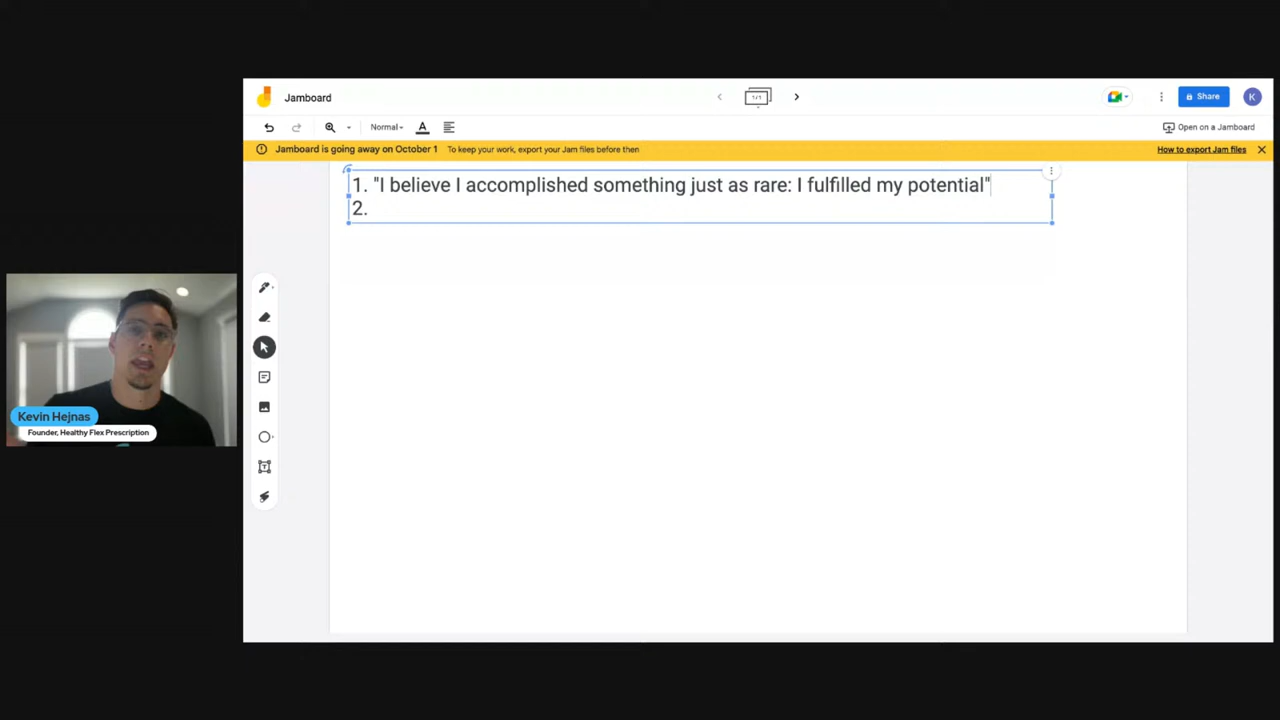 Jamboard
1/1
Share
K
Normal
A
Open on a Jamboard
Jamboard is going away on October 1 To keep your work, export your Jam files before then How to export Jam files
1. "I believe I accomplished something just as rare: I fulfilled my potential"
2.
Kevin Hejnas
Founder, Healthy Flex Prescription